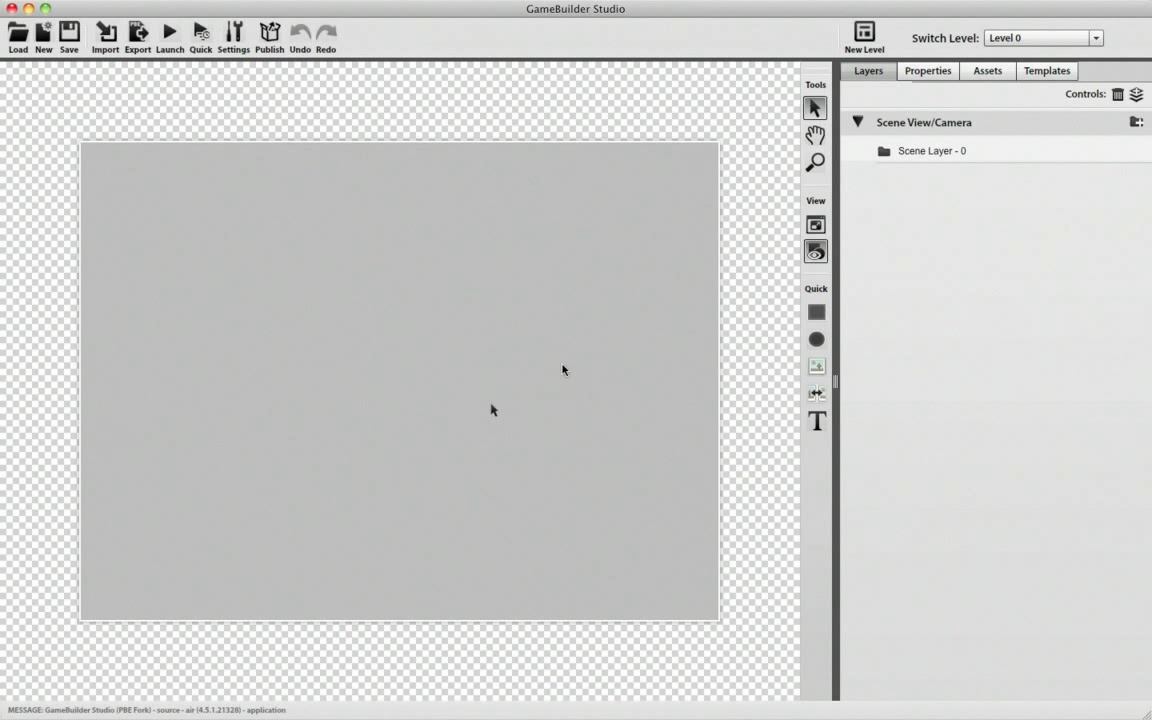 GameBuilder Studio
Load New Save Import Export Launch Quick Settings Publish Undo Redo New Level Switch Level: Level 0
Layers Properties Assets Templates
Tools
Controls:
Scene View/Camera
Scene Layer - 0
View
Quick
T
MESSAGE: GameBuilder Studio (PBE Fork) - source - air (4.5.1.21328) - application